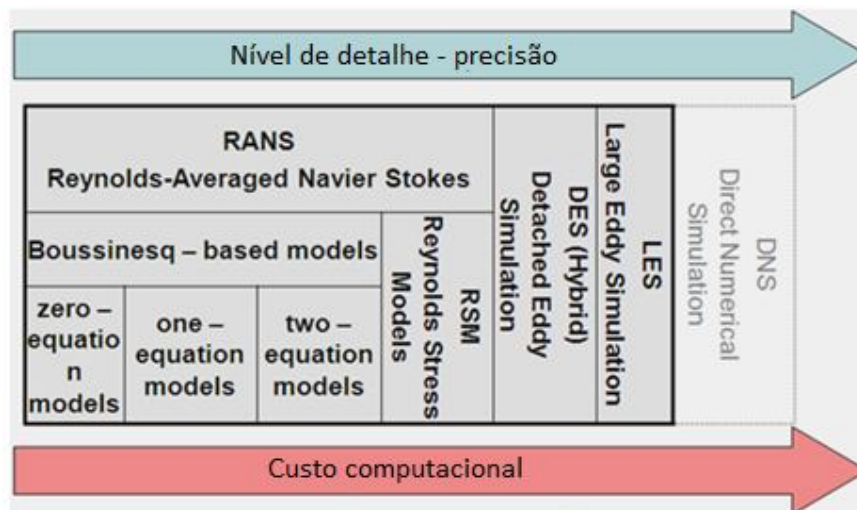 Nível de detalhe - precisão
RANS
Reynolds-Averaged Navier Stokes
Boussinesq – based models
zero –
equatio
n
models
one –
equation
models
two –
equation
models
RSM
Reynolds Stress
Models
DES (Hybrid)
Detached Eddy
Simulation
LES
Large Eddy Simulation
DNS
Direct Numerical
Simulation
Custo computacional